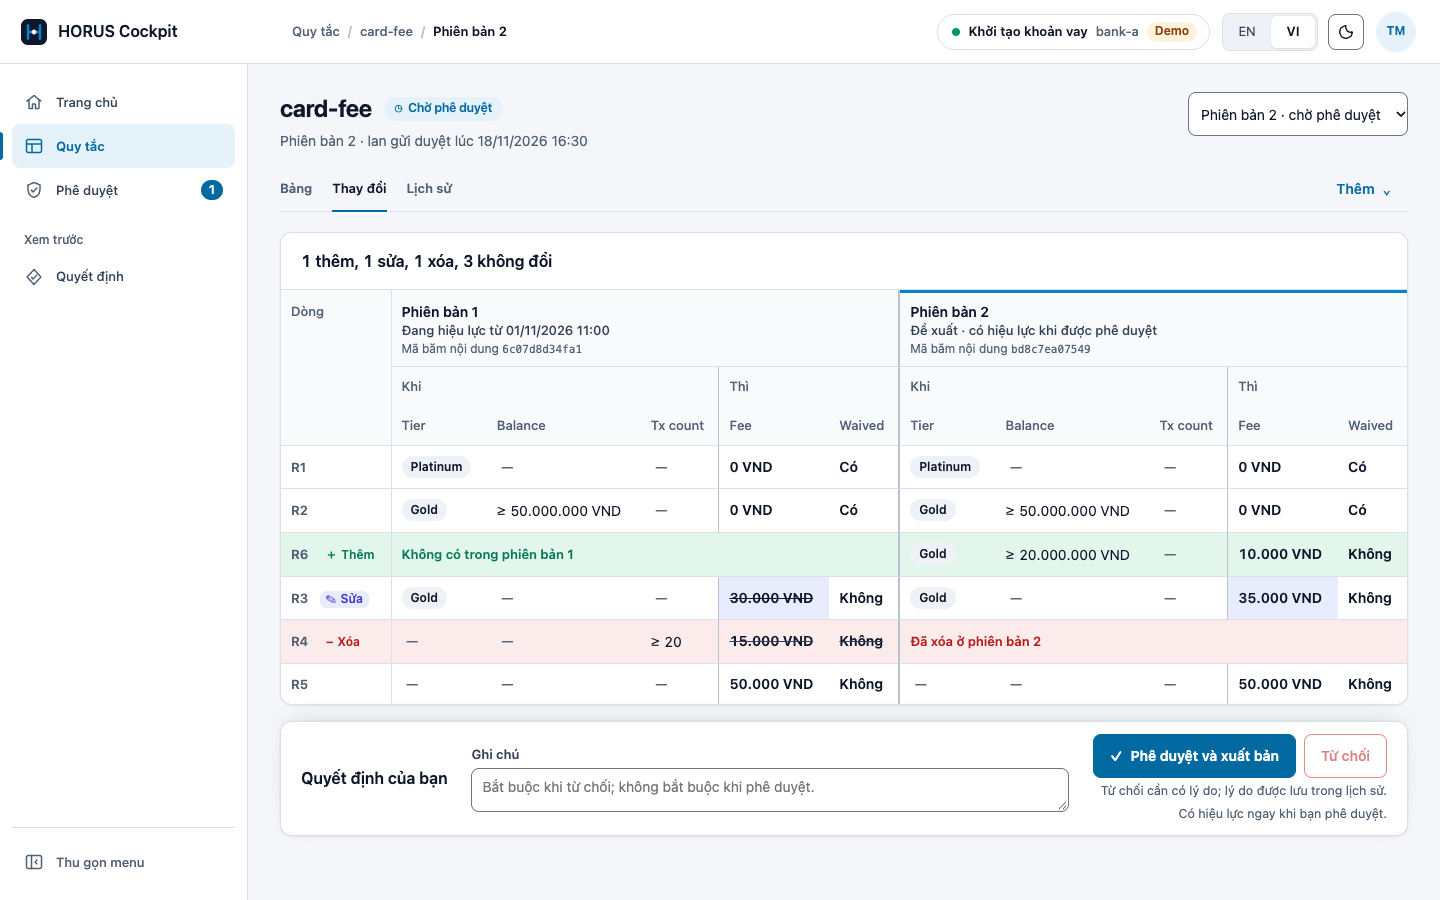 HORUS Cockpit
Quy tắc / card-fee / Phiên bản 2
Khởi tạo khoản vay bank-a Demo
EN VI
TM
Trang chủ
Quy tắc
Phê duyệt 1
Xem trước
Quyết định
Thu gọn menu
card-fee
Chờ phê duyệt
Phiên bản 2 · lan gửi duyệt lúc 18/11/2026 16:30
Phiên bản 2 · chờ phê duyệt
Bảng Thay đổi Lịch sử
Thêm
1 thêm, 1 sửa, 1 xóa, 3 không đổi
Dòng
Phiên bản 1
Đang hiệu lực từ 01/11/2026 11:00
Mã băm nội dung 6c07d8d34fa1
Phiên bản 2
Đề xuất · có hiệu lực khi được phê duyệt
Mã băm nội dung bd8c7ea07549
Khi Thì Khi Thì
Tier Balance Tx count Fee Waived Tier Balance Tx count Fee Waived
R1 Platinum — — 0 VND Có Platinum — — 0 VND Có
R2 Gold ≥ 50.000.000 VND — 0 VND Có Gold ≥ 50.000.000 VND — 0 VND Có
R6 + Thêm Không có trong phiên bản 1 Gold ≥ 20.000.000 VND — 10.000 VND Không
R3 ✎ Sửa Gold — — 30.000 VND Không Gold — — 35.000 VND Không
R4 − Xóa — — ≥ 20 15.000 VND Không Đã xóa ở phiên bản 2
R5 — — — 50.000 VND Không — — — 50.000 VND Không
Quyết định của bạn
Ghi chú
Bắt buộc khi từ chối; không bắt buộc khi phê duyệt.
✓ Phê duyệt và xuất bản
Từ chối
Từ chối cần có lý do; lý do được lưu trong lịch sử.
Có hiệu lực ngay khi bạn phê duyệt.